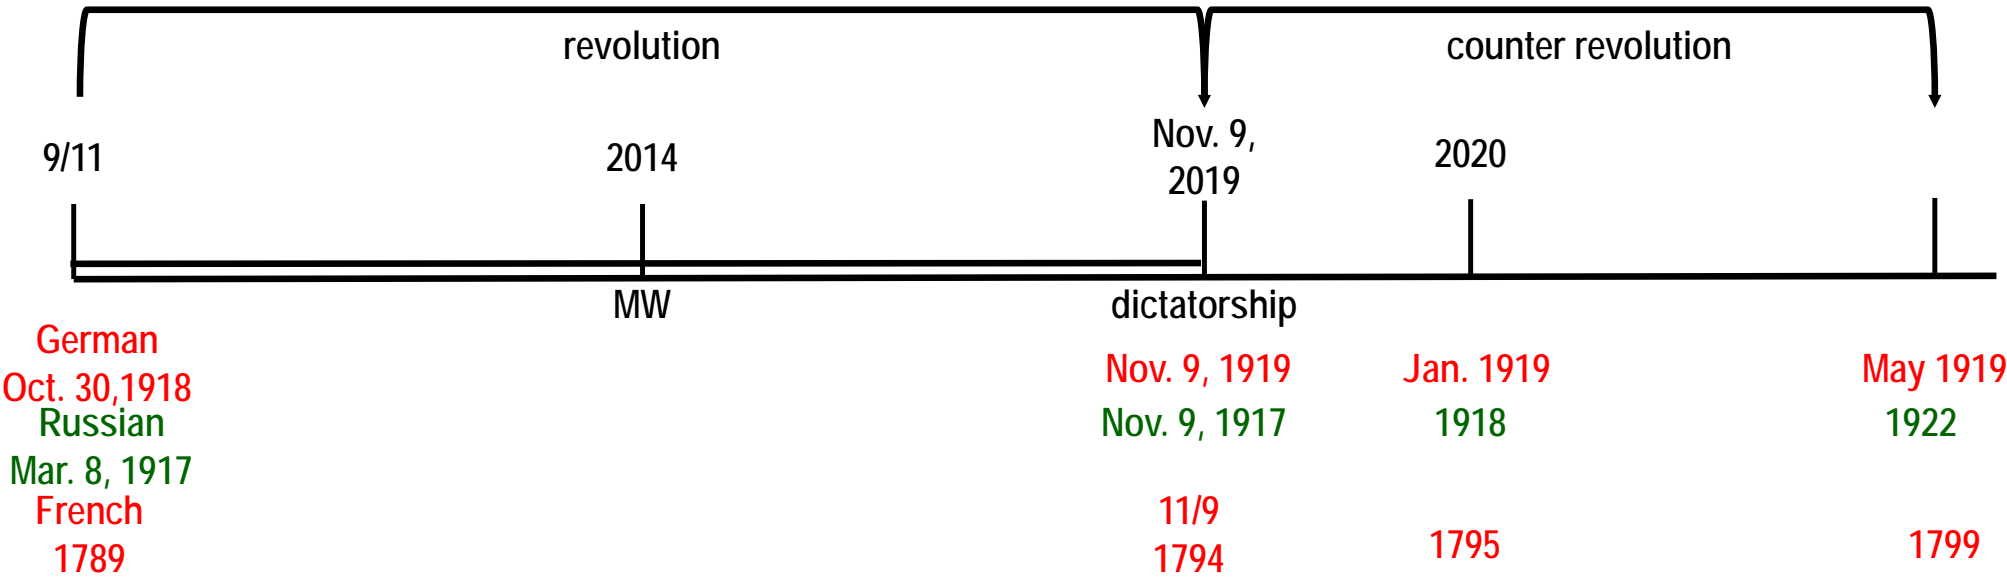 revolution
counter revolution
9/11
2014
Nov. 9,
2019
2020
MW
dictatorship
German
Oct. 30,1918
Nov. 9, 1919
Jan. 1919
May 1919
Russian
Mar. 8, 1917
Nov. 9, 1917
1918
1922
French
1789
11/9
1794
1795
1799